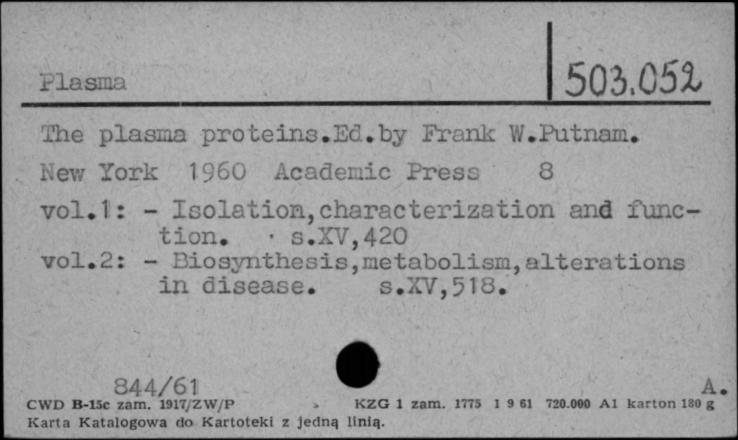 Plasma 503.052
The plasma proteins.Ed.by Frank W.Putnam.
New York 1960 Academic Press 8
vol.1: - Isolation,characterization and func-
tion. s.XV,420
vol.2: - Biosynthesis,metabolism,alterations
in disease. s.XV,518.
844/61 A.
CWD B-15c zam. 1917/ZW/P KZG 1 zam. 1775 1 9 61 720.000 A1 karton 180 g
Karta Katalogowa do Kartoteki z jedną linią.